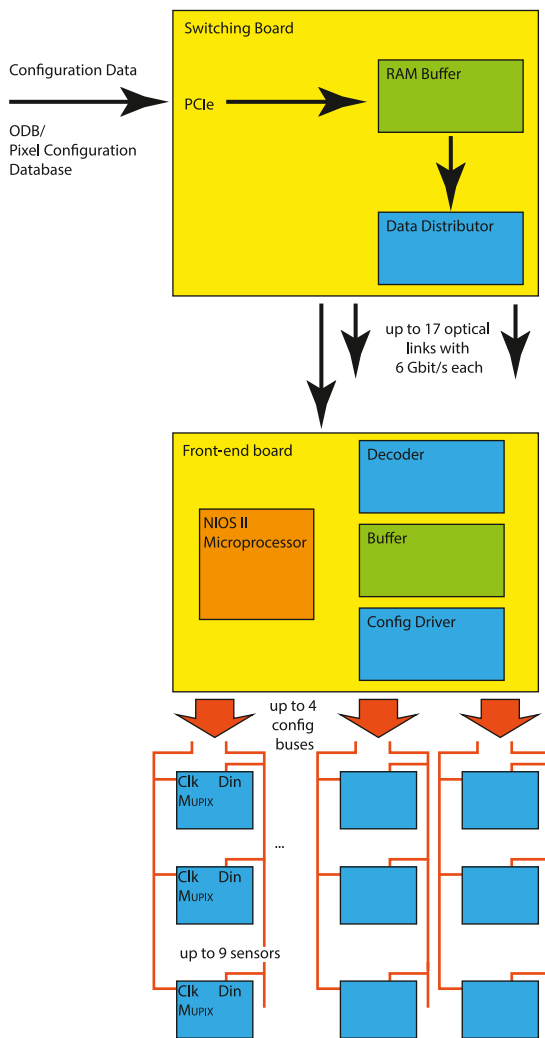 Switching Board
Configuration Data
ODB/
Pixel Configuration
Database
PCIe
RAM Buffer
Data Distributor
up to 17 optical
links with
6 Gbit/s each
Front-end board
NIOS II
Microprocessor
Decoder
Buffer
Config Driver
up to 4
config
buses
Clk Din
MUPIX
...
Clk Din
MUPIX
up to 9 sensors
Clk Din
MUPIX